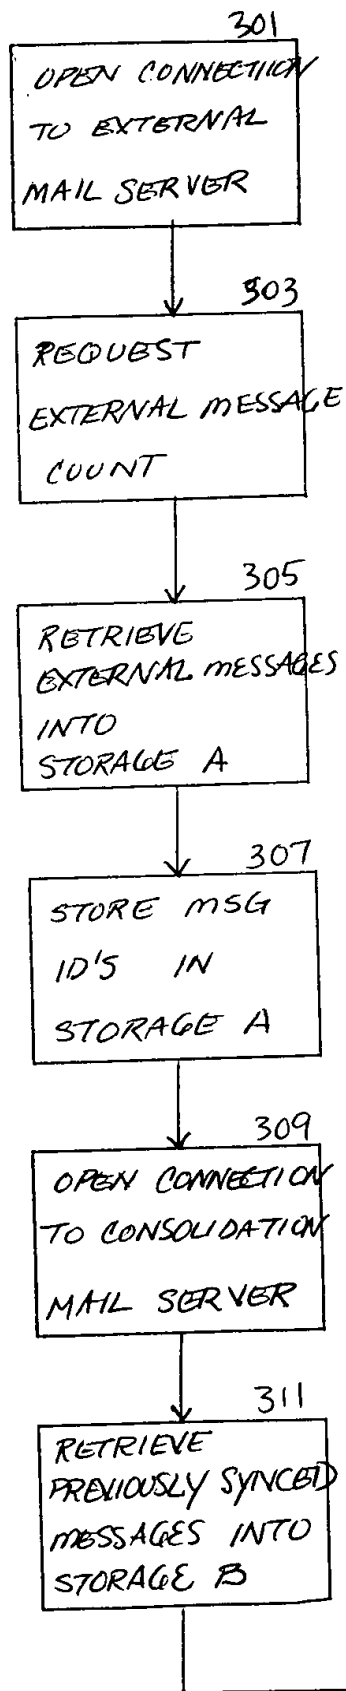 301
OPEN CONNECTION
TO EXTERNAL
MAIL SERVER
303
REQUEST
EXTERNAL MESSAGE
COUNT
305
RETRIEVE
EXTERNAL MESSAGES
INTO
STORAGE A
307
STORE MSG
ID'S IN
STORAGE A
309
OPEN CONNECTION
TO CONSOLIDATION
MAIL SERVER
311
RETRIEVE
PREVIOUSLY SYNCED
MESSAGES INTO
STORAGE B